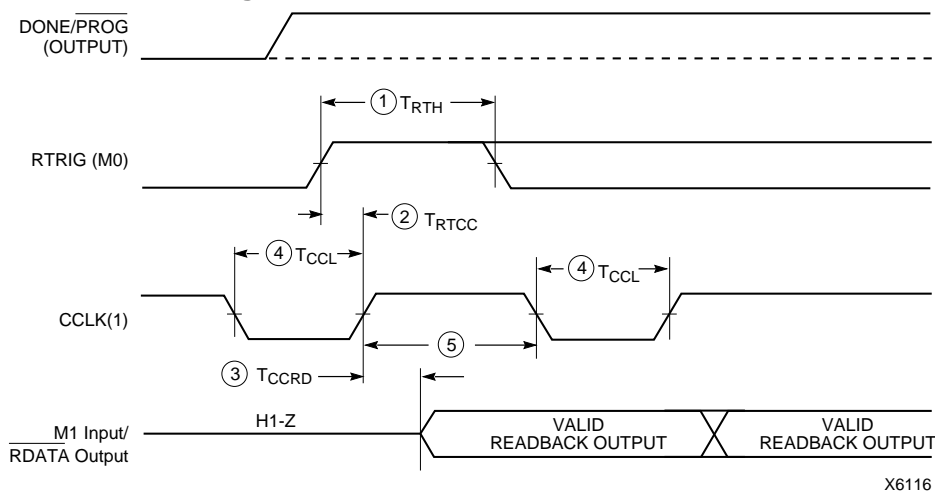 DONE/PROG
(OUTPUT)
① TRTH
RTRIG (M0)
② TRTCC
④ TCCL
④ TCCL
CCLK(1)
⑤
③ TCCRD
H1-Z
M1 Input/
RDATA Output
VALID
READBACK OUTPUT
VALID
READBACK OUTPUT
X6116